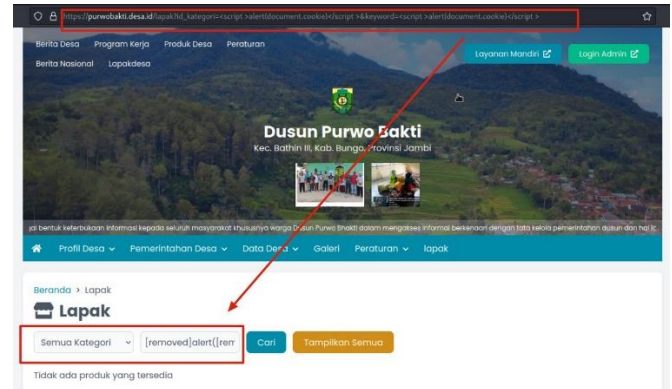 https://purwobakti.desa.id/lapak?id_kategori=<script >alert(document.cookie)</script >&keyword=<script >alert(document.cookie)</script >
Berita Desa Program Kerja Produk Desa Peraturan
Berita Nasional Lapakdesa
Layanan Mandiri
Login Admin
Dusun Purwo Bakti
Kec. Bathin III, Kab. Bungo, Provinsi Jambi
bentuk keterbukaan informasi kepada seluruh masyarakat khususnya warga Dusun Purwo Bhakti dalam mengakses informasi berkenaan dengan tata kelola pemerintahan dusun dan hal
Profil Desa Pemerintahan Desa Data Desa Galeri Peraturan lapak
Beranda > Lapak
Lapak
Semua Kategori [removed]alert([rem Cari Tampilkan Semua
Tidak ada produk yang tersedia